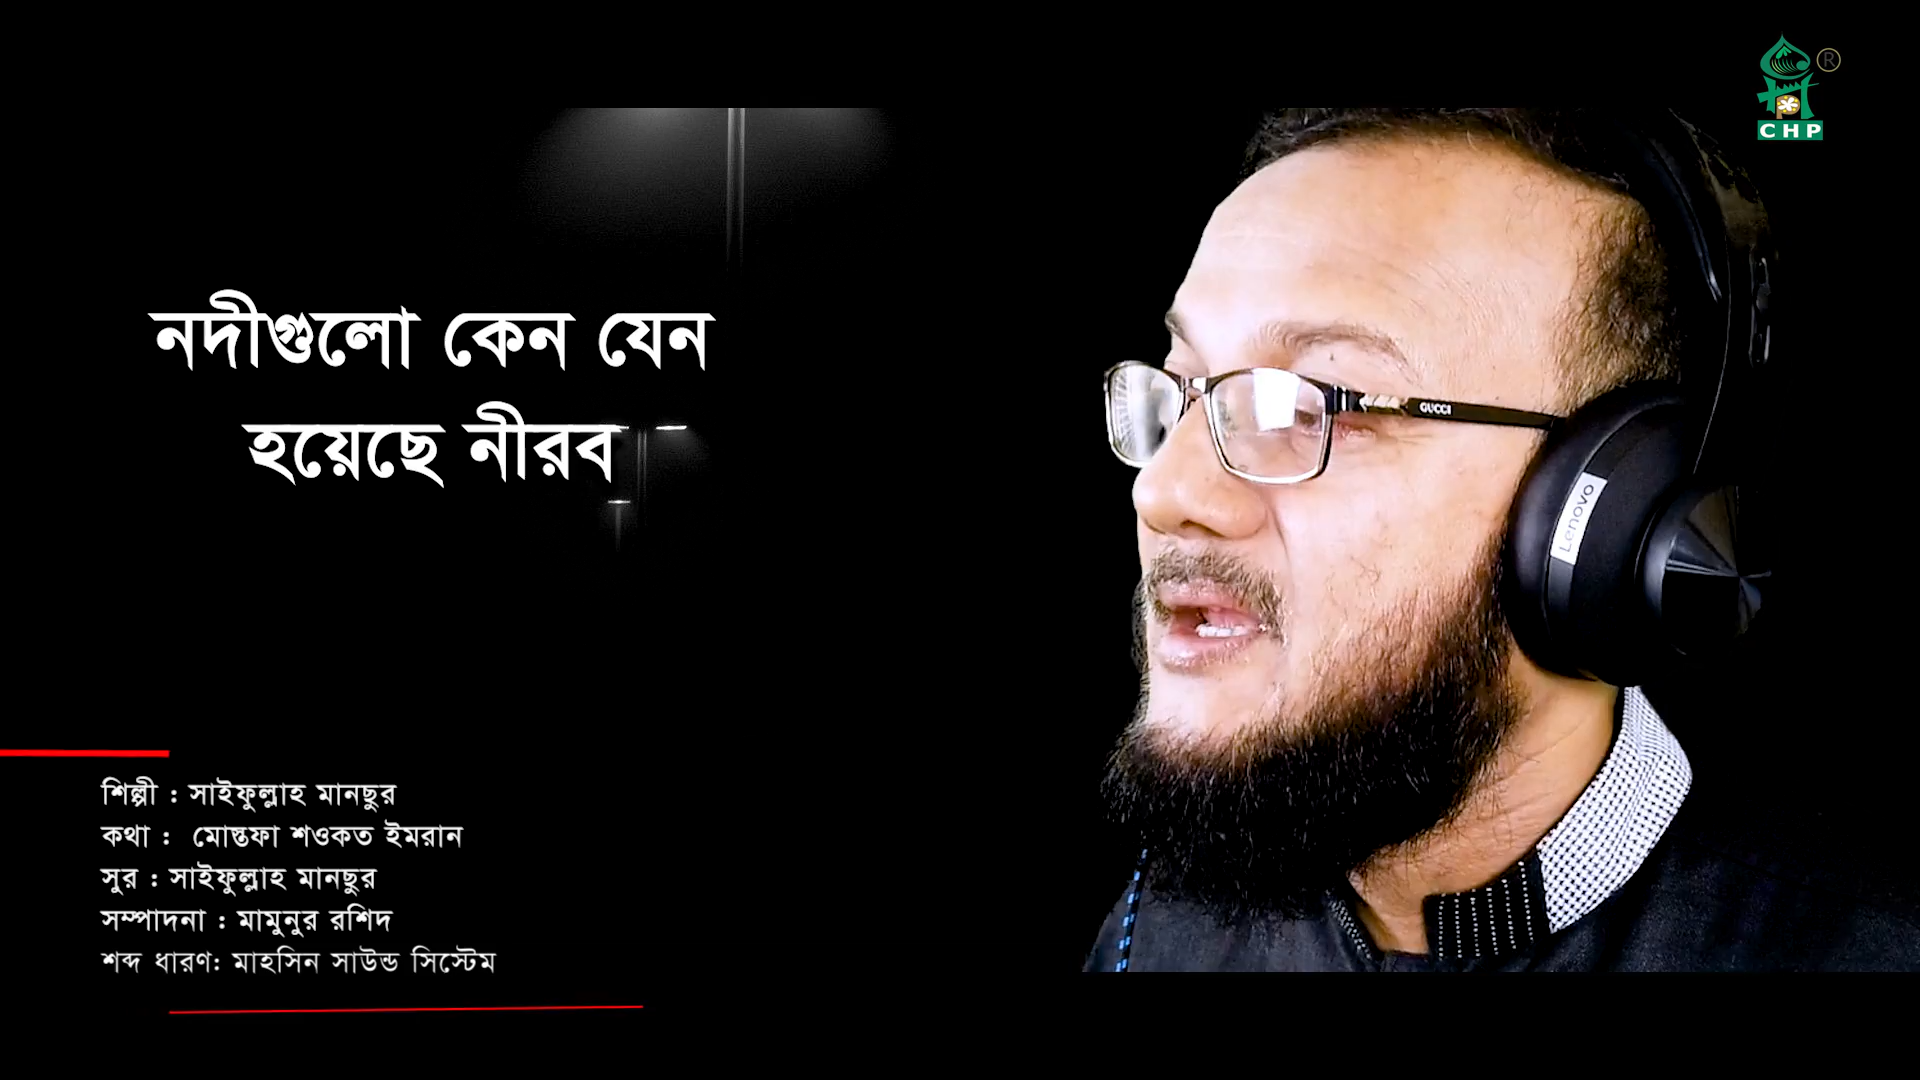 CHP
®
নদীগুলো কেন যেন
হয়েছে নীরব
GUCCI
Lenovo
শিল্পী : সাইফুল্লাহ মানছুর
কথা : মোস্তফা শওকত ইমরান
সুর : সাইফুল্লাহ মানছুর
সম্পাদনা : মামুনুর রশিদ
শব্দ ধারণ: মাহসিন সাউন্ড সিস্টেম